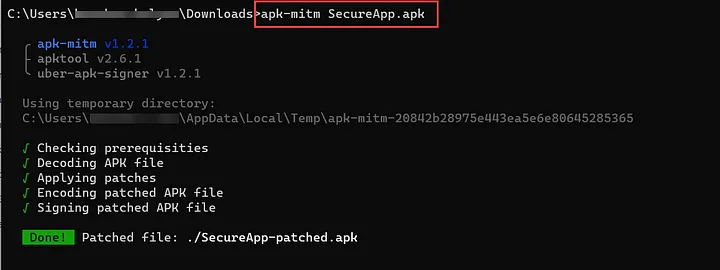 C:\Users\ \Downloads>apk-mitm SecureApp.apk
apk-mitm v1.2.1
apktool v2.6.1
uber-apk-signer v1.2.1
Using temporary directory:
C:\Users\ \AppData\Local\Temp\apk-mitm-20842b28975e443ea5e6e80645285365
√ Checking prerequisities
√ Decoding APK file
√ Applying patches
√ Encoding patched APK file
√ Signing patched APK file
Done! Patched file: ./SecureApp-patched.apk